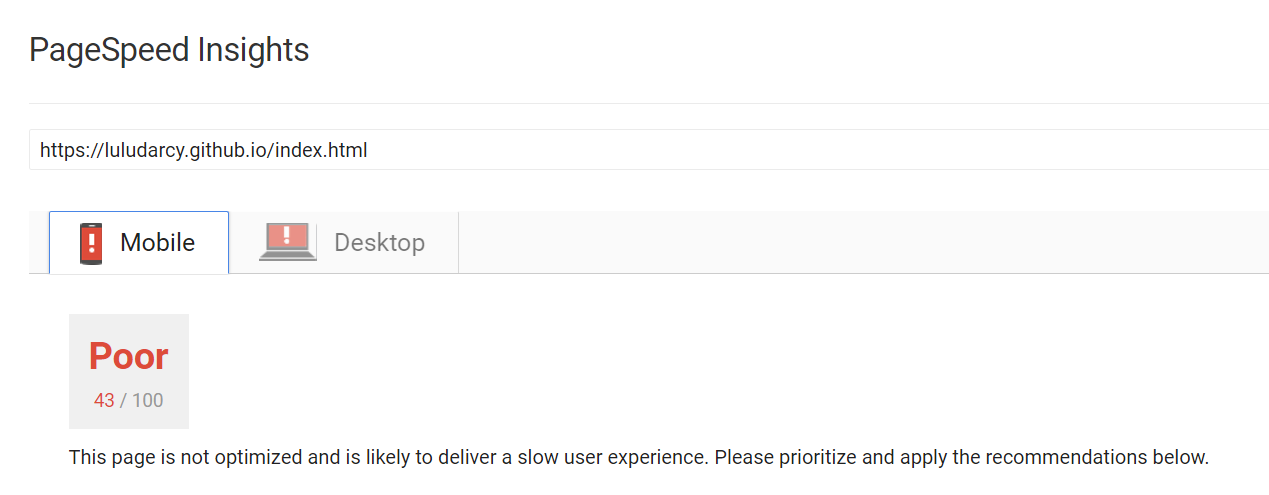 PageSpeed Insights
https://luludarcy.github.io/index.html
Mobile
Desktop
Poor
43 / 100
This page is not optimized and is likely to deliver a slow user experience. Please prioritize and apply the recommendations below.